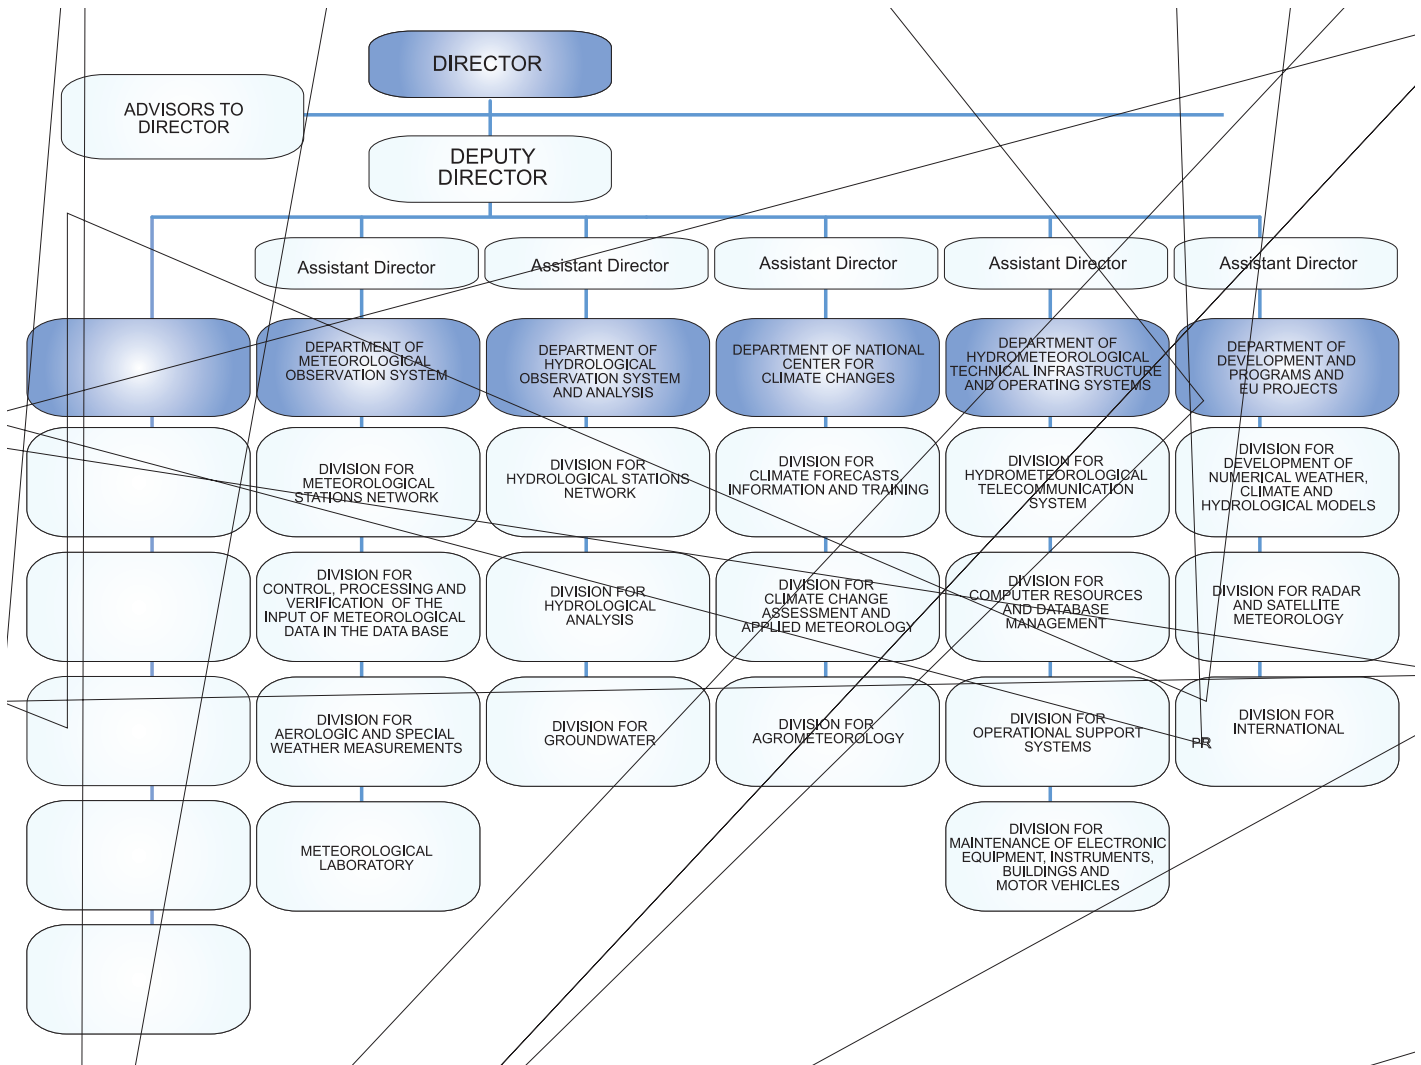 DIRECTOR
ADVISORS TO
DIRECTOR
DEPUTY
DIRECTOR
Assistant Director
Assistant Director
Assistant Director
Assistant Director
Assistant Director
DEPARTMENT OF
METEOROLOGICAL
OBSERVATION SYSTEM
DEPARTMENT OF
HYDROLOGICAL
OBSERVATION SYSTEM
AND ANALYSIS
DEPARTMENT OF NATIONAL
CENTER FOR
CLIMATE CHANGES
DEPARTMENT OF
HYDROMETEOROLOGICAL
TECHNICAL INFRASTRUCTURE
AND OPERATING SYSTEMS
DEPARTMENT OF
DEVELOPMENT AND
PROGRAMS AND
EU PROJECTS
DIVISION FOR
METEOROLOGICAL
STATIONS NETWORK
DIVISION FOR
HYDROLOGICAL STATIONS
NETWORK
DIVISION FOR
CLIMATE FORECASTS,
INFORMATION AND TRAINING
DIVISION FOR
HYDROMETEOROLOGICAL
TELECOMMUNICATION
SYSTEM
DIVISION FOR
DEVELOPMENT OF
NUMERICAL WEATHER,
CLIMATE AND
HYDROLOGICAL MODELS
DIVISION FOR
CONTROL, PROCESSING AND
VERIFICATION OF THE
INPUT OF METEOROLOGICAL
DATA IN THE DATA BASE
DIVISION FOR
HYDROLOGICAL
ANALYSIS
DIVISION FOR
CLIMATE CHANGE
ASSESSMENT AND
APPLIED METEOROLOGY
DIVISION FOR
COMPUTER RESOURCES
AND DATABASE
MANAGEMENT
DIVISION FOR RADAR
AND SATELLITE
METEOROLOGY
DIVISION FOR
AEROLOGIC AND SPECIAL
WEATHER MEASUREMENTS
DIVISION FOR
GROUNDWATER
DIVISION FOR
AGROMETEOROLOGY
DIVISION FOR
OPERATIONAL SUPPORT
SYSTEMS
DIVISION FOR
INTERNATIONAL
PR
METEOROLOGICAL
LABORATORY
DIVISION FOR
MAINTENANCE OF ELECTRONIC
EQUIPMENT, INSTRUMENTS,
BUILDINGS AND
MOTOR VEHICLES